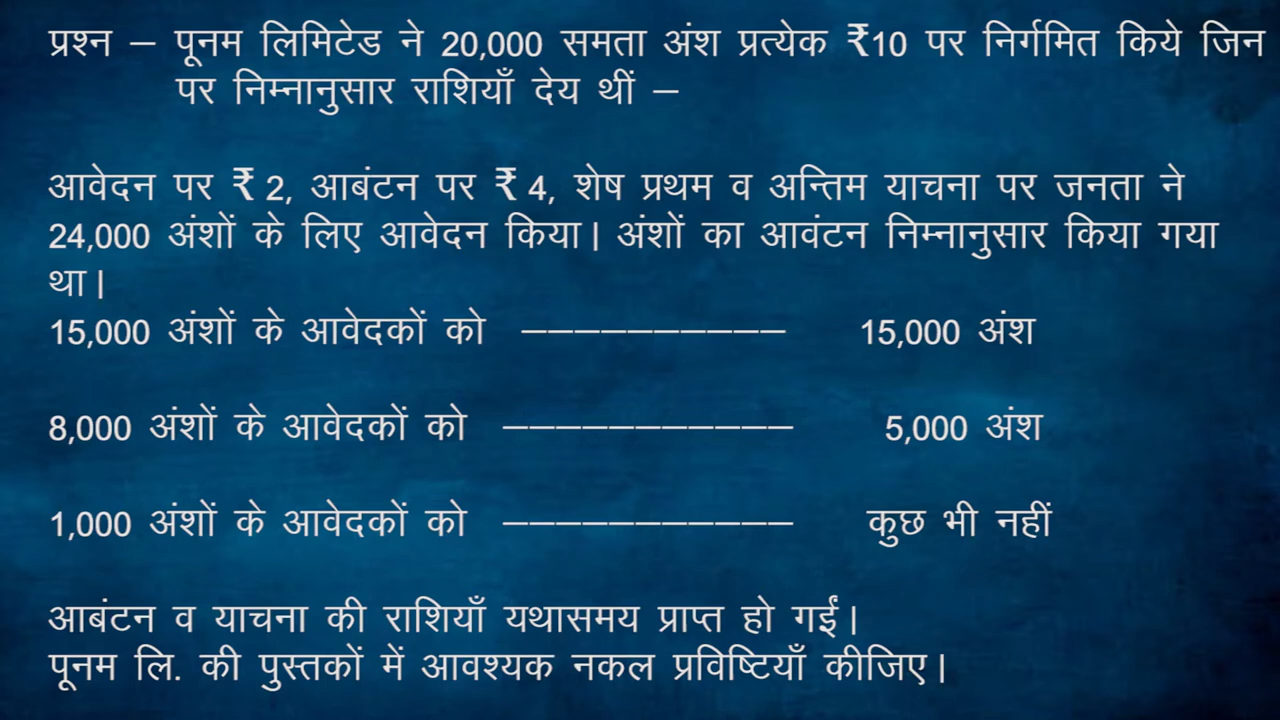 प्रश्न – पूनम लिमिटेड ने 20,000 समता अंश प्रत्येक ₹10 पर निर्गमित किये जिन
पर निम्नानुसार राशियाँ देय थीं –
आवेदन पर ₹ 2, आबंटन पर ₹ 4, शेष प्रथम व अन्तिम याचना पर जनता ने
24,000 अंशों के लिए आवेदन किया। अंशों का आवंटन निम्नानुसार किया गया
था।
15,000 अंशों के आवेदकों को –––––––––– 15,000 अंश
8,000 अंशों के आवेदकों को ––––––––––– 5,000 अंश
1,000 अंशों के आवेदकों को ––––––––––– कुछ भी नहीं
आबंटन व याचना की राशियाँ यथासमय प्राप्त हो गईं।
पूनम लि. की पुस्तकों में आवश्यक नकल प्रविष्टियाँ कीजिए।